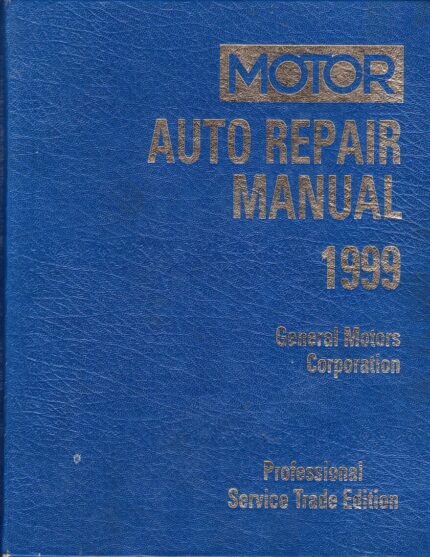 MOTOR
AUTO REPAIR
MANUAL
1999
General Motors
Corporation
Professional
Service Trade Edition